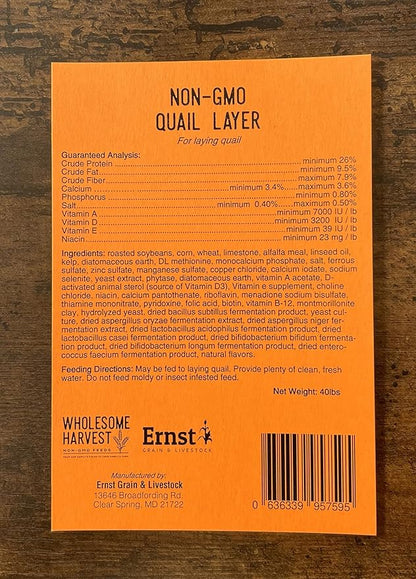 NON-GMO
QUAIL LAYER
For laying quail
Guaranteed Analysis:
Crude Protein ........ minimum 26%
Crude Fat ........ minimum 9.5%
Crude Fiber ........ maximum 7.9%
Calcium ........ minimum 3.4% ...... maximum 3.6%
Phosphorus ........ minimum 0.80%
Salt ........ minimum 0.40% ...... maximum 0.50%
Vitamin A ........ minimum 7000 IU / lb
Vitamin D ........ minimum 3200 IU / lb
Vitamin E ........ minimum 39 IU / lb
Niacin ........ minimum 23 mg / lb
Ingredients: roasted soybeans, corn, wheat, limestone, alfalfa meal, linseed oil,
kelp, diatomaceous earth, DL methionine, monocalcium phosphate, salt, ferrous
sulfate, zinc sulfate, manganese sulfate, copper chloride, calcium iodate, sodium
selenite, yeast extract, phytase, diatomaceous earth, vitamin A acetate, D-
activated animal sterol (source of Vitamin D3), Vitamin e supplement, choline
chloride, niacin, calcium pantothenate, riboflavin, menadione sodium bisulfate,
thiamine mononitrate, pyridoxine, folic acid, biotin, vitamin B-12, montmorillonite
clay, hydrolyzed yeast, dried bacillus subtillus fermentation product, yeast cul-
ture, dried aspergillus oryzae fermentation extract, dried aspergillus niger fer-
mentation extract, dried lactobacillus acidophilus fermentation product, dried
lactobacillus casei fermentation product, dried bifidobacterium bifidum fermenta-
tion product, dried bifidobacterium longum fermentation product, dried entero-
coccus faecium fermentation product, natural flavors.
Feeding Directions: May be fed to laying quail. Provide plenty of clean, fresh
water. Do not feed moldy or insect infested feed.
Net Weight: 40lbs
WHOLESOME
HARVEST
NON-GMO FEEDS
Ernst
GRAIN & LIVESTOCK
Manufactured by:
Ernst Grain & Livestock
13646 Broadfording Rd.
Clear Spring, MD 21722
0 636339 957595